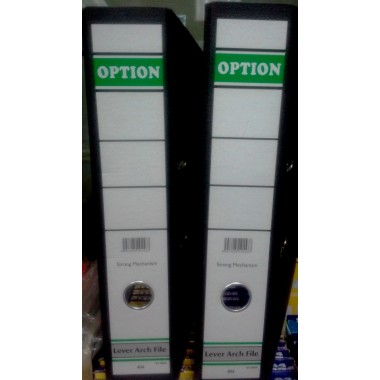 OPTION
Strong Mechanism
Lever Arch File
OPTION
Strong Mechanism
Lever Arch File